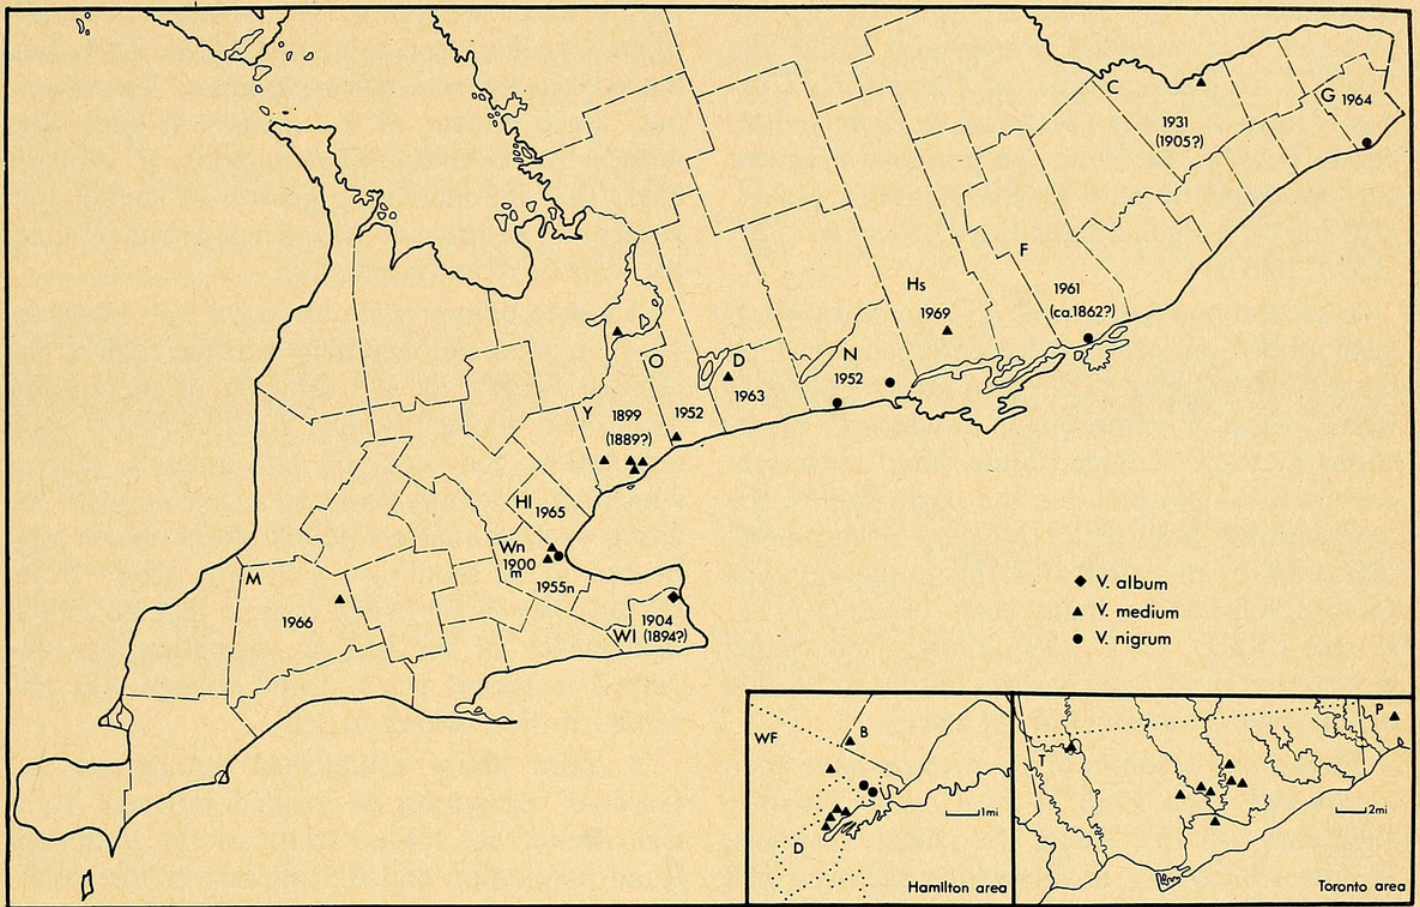 C
1931
(1905?)
G 1964
F
1961
(ca.1862?)
Hs
1969
N
1952
D
1963
O
1952
Y 1899
(1889?)
Hl
1965
Wn
1900
m
1955n
M
1966
1904
Wl (1894?)
V. album
V. medium
V. nigrum
WF
B
D
1mi
Hamilton area
P
T
2mi
Toronto area